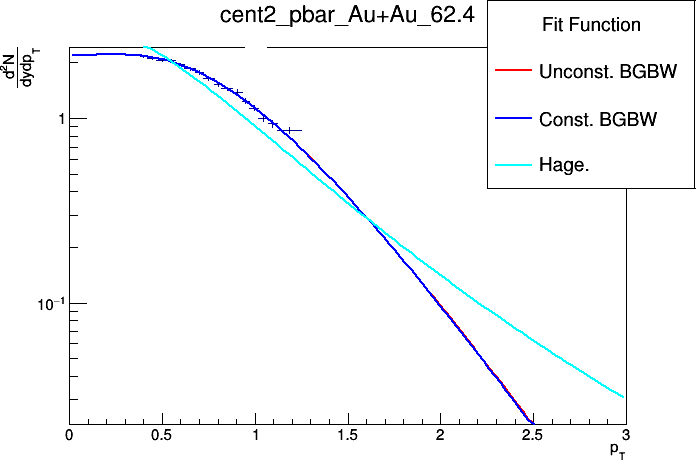 cent2_pbar_Au+Au_62.4
Fit Function
Unconst. BGBW
Const. BGBW
Hage.
d²N
dydp_T
1
10⁻¹
0 0.5 1 1.5 2 2.5 3
p_T